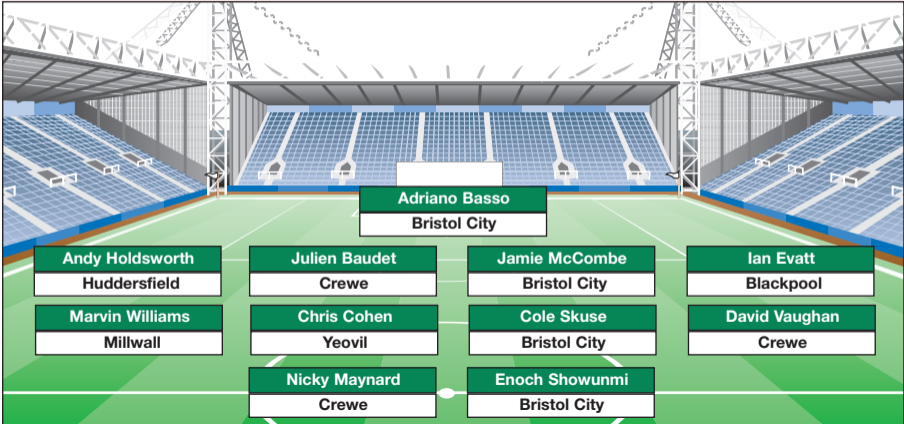 Adriano Basso
Bristol City
Andy Holdsworth
Huddersfield
Julien Baudet
Crewe
Jamie McCombe
Bristol City
Ian Evatt
Blackpool
Marvin Williams
Millwall
Chris Cohen
Yeovil
Cole Skuse
Bristol City
David Vaughan
Crewe
Nicky Maynard
Crewe
Enoch Showunmi
Bristol City